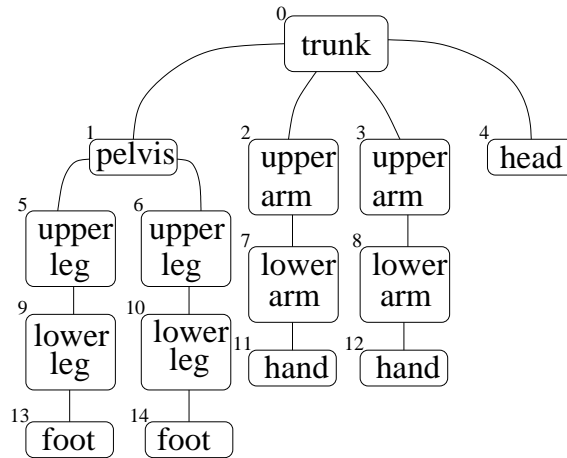 0
trunk
1
pelvis
2
upper
arm
3
upper
arm
4
head
5
upper
leg
6
upper
leg
7
lower
arm
8
lower
arm
9
lower
leg
10
lower
leg
11
hand
12
hand
13
foot
14
foot